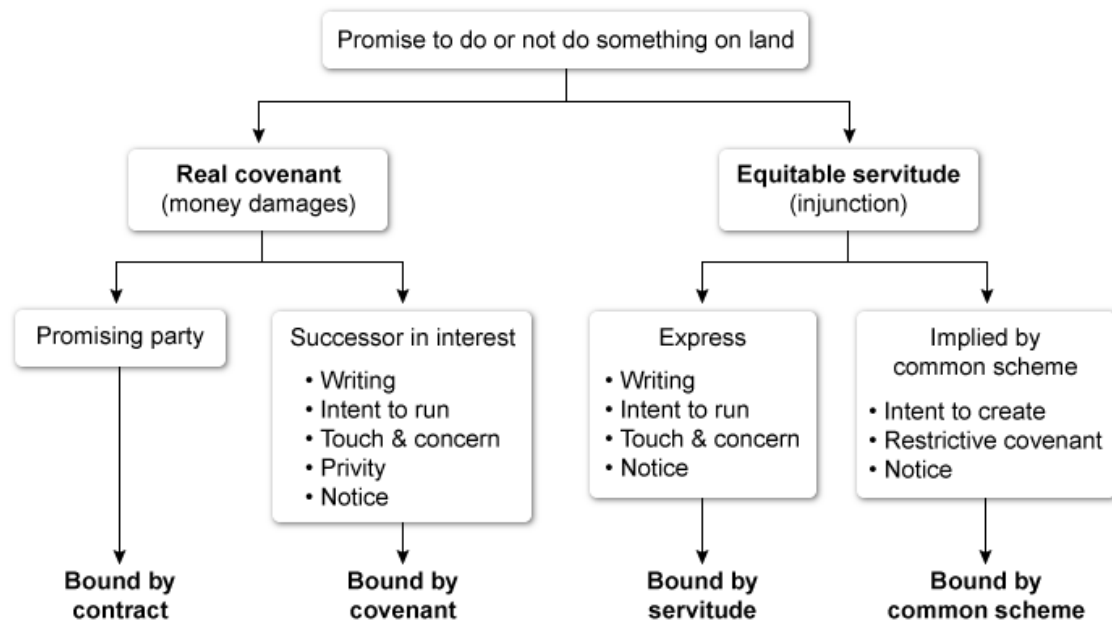 Promise to do or not do something on land
Real covenant
(money damages)
Equitable servitude
(injunction)
Promising party
Successor in interest
• Writing
• Intent to run
• Touch & concern
• Privity
• Notice
Express
• Writing
• Intent to run
• Touch & concern
• Notice
Implied by
common scheme
• Intent to create
• Restrictive covenant
• Notice
Bound by
contract
Bound by
covenant
Bound by
servitude
Bound by
common scheme